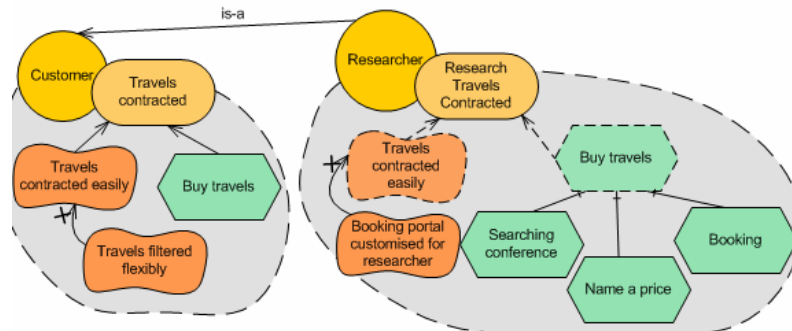 is-a
Customer
Travels
contracted
Travels
contracted easily
Buy travels
Travels filtered
flexibly
Researcher
Research
Travels
Contracted
Travels
contracted
easily
Buy travels
Booking portal
customised for
researcher
Searching
conference
Name a price
Booking